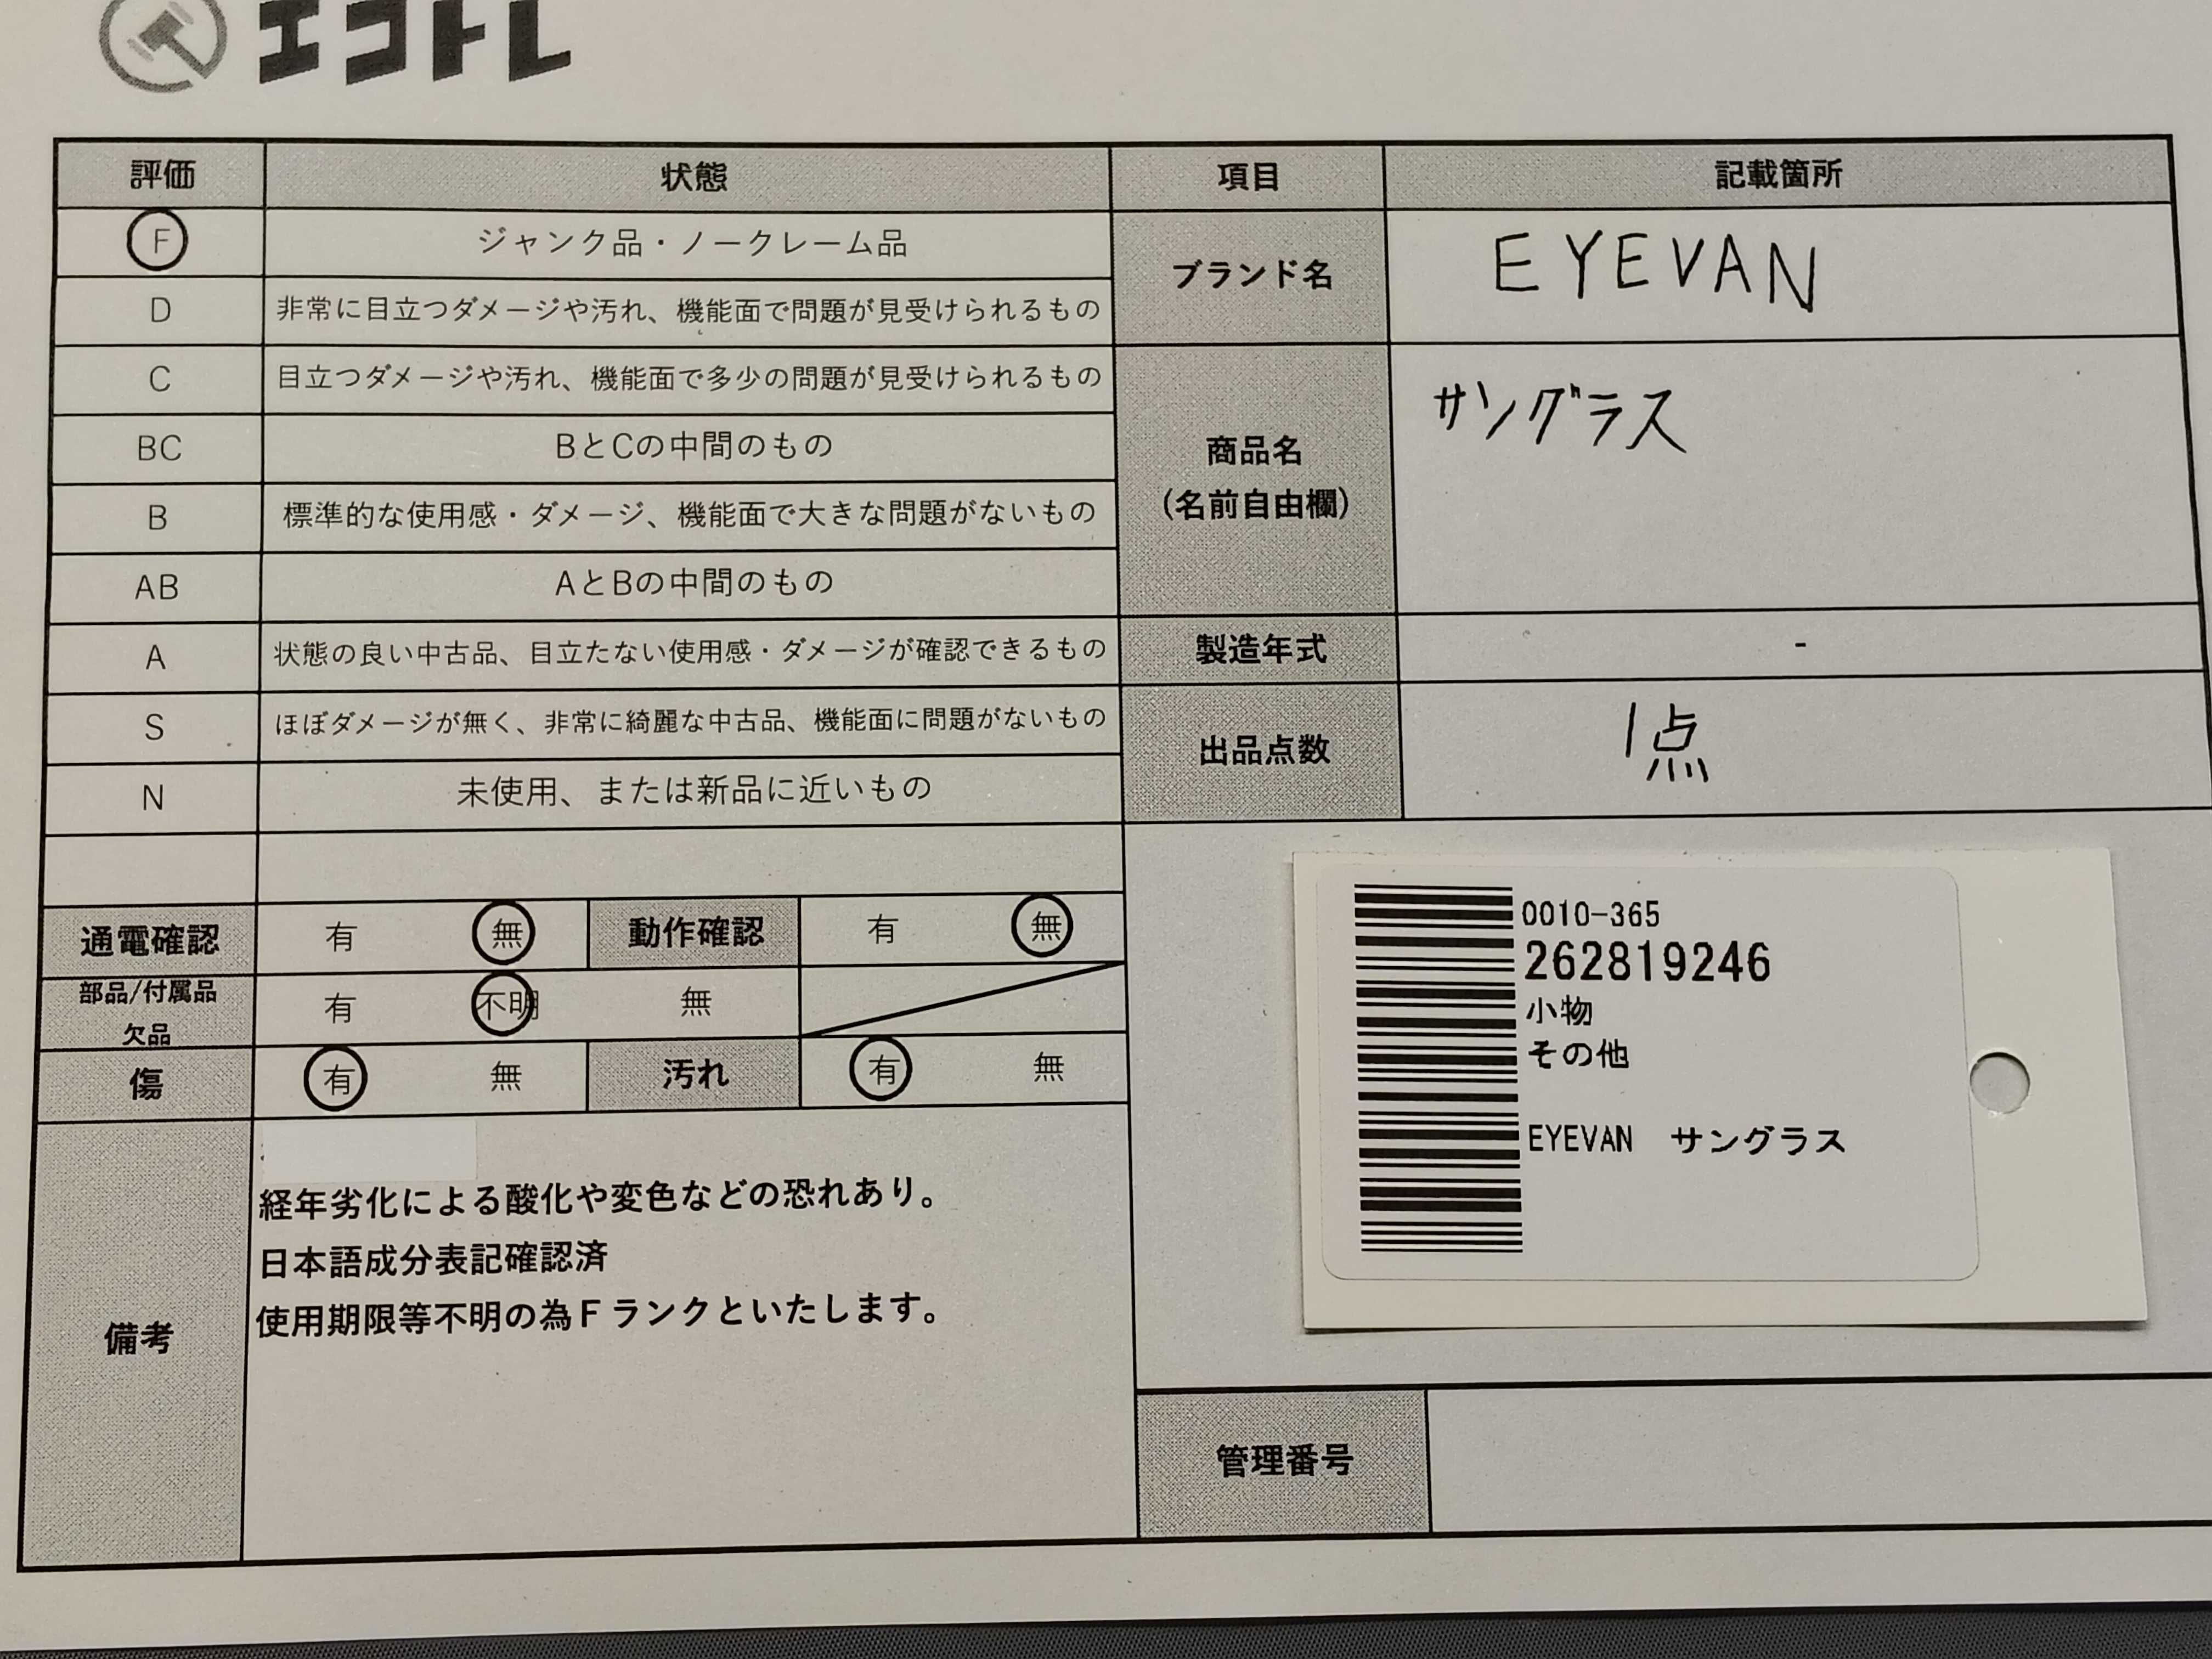 エコトレ
評価 状態 項目 記載箇所
F ジャンク品・ノークレーム品
D 非常に目立つダメージや汚れ、機能面で問題が見受けられるもの
C 目立つダメージや汚れ、機能面で多少の問題が見受けられるもの
BC BとCの中間のもの
B 標準的な使用感・ダメージ、機能面で大きな問題がないもの
AB AとBの中間のもの
A 状態の良い中古品、目立たない使用感・ダメージが確認できるもの
S ほぼダメージが無く、非常に綺麗な中古品、機能面に問題がないもの
N 未使用、または新品に近いもの
ブランド名 EYEVAN
商品名
(名前自由欄)
サングラス
製造年式 -
出品点数 1点
通電確認 有 無 動作確認 有 無
部品/付属品
欠品
有 不明 無
傷 有 無 汚れ 有 無
備考
経年劣化による酸化や変色などの恐れあり。
日本語成分表記確認済
使用期限等不明の為Fランクといたします。
0010-365
262819246
小物
その他
EYEVAN サングラス
管理番号